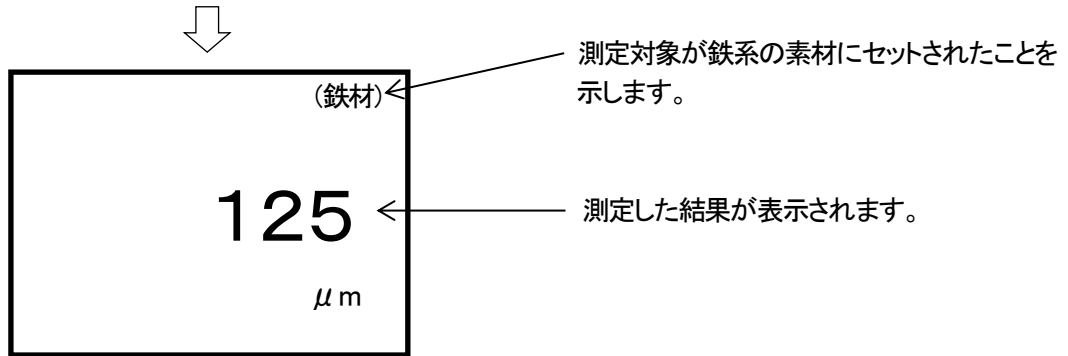 測定対象が鉄系の素材にセットされたことを
示します。
(鉄材)
125
測定した結果が表示されます。
μm